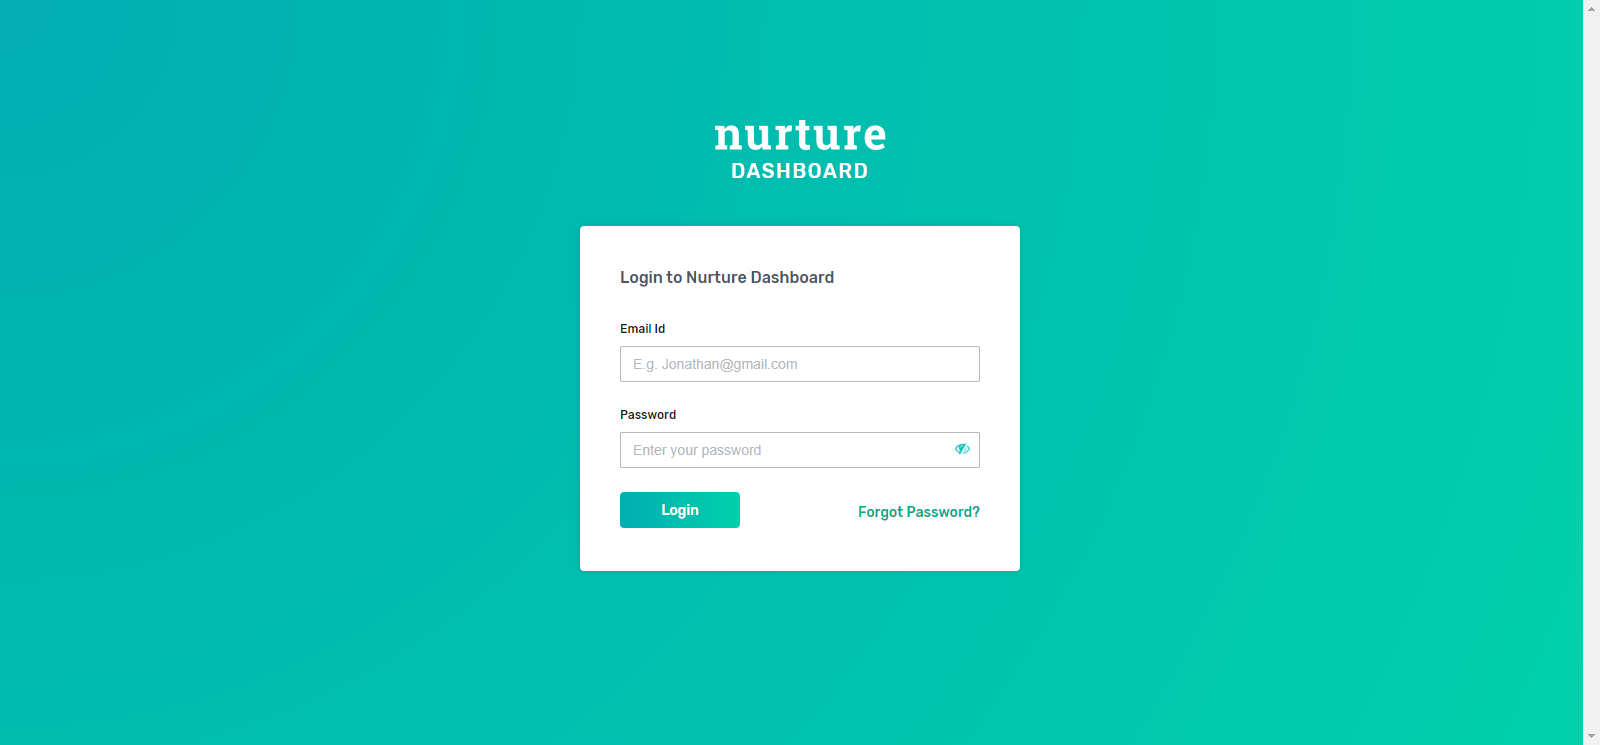 nurture
DASHBOARD
Login to Nurture Dashboard
Email Id
E.g. Jonathan@gmail.com
Password
Enter your password
Login
Forgot Password?